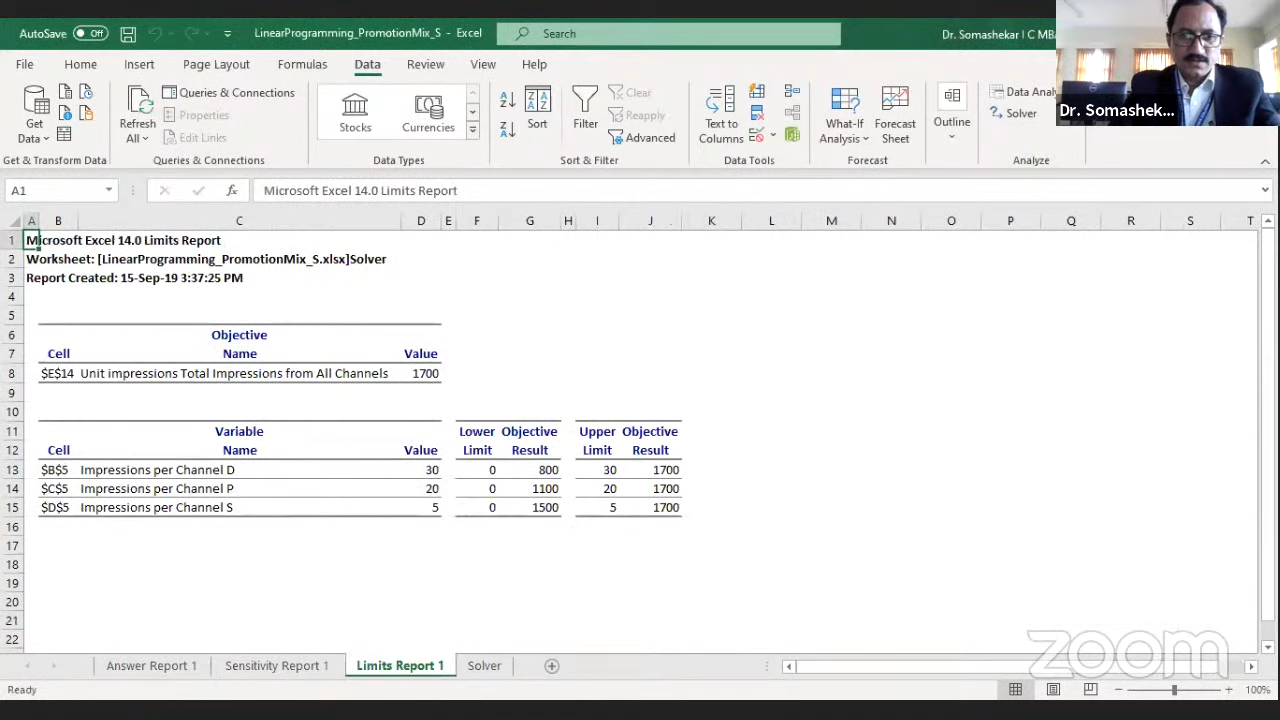 AutoSave Off LinearProgramming_PromotionMix_S - Excel Search Dr. Somashekar I C MBA
File Home Insert Page Layout Formulas Data Review View Help
Get Data
Queries & Connections
Properties
Edit Links
Refresh All
Stocks Currencies
Sort
Filter
Clear
Reapply
Advanced
Text to Columns
What-If Analysis
Forecast Sheet
Outline
Data Analy
Solver
Dr. Somashek...
Get & Transform Data Queries & Connections Data Types Sort & Filter Data Tools Forecast Analyze
A1 fx Microsoft Excel 14.0 Limits Report
A B C D E F G H I J K L M N O P Q R S T
1 Microsoft Excel 14.0 Limits Report
2 Worksheet: [LinearProgramming_PromotionMix_S.xlsx]Solver
3 Report Created: 15-Sep-19 3:37:25 PM
4
5
6 Objective
7 Cell Name Value
8 $E$14 Unit impressions Total Impressions from All Channels 1700
9
10
11 Variable Lower Objective Upper Objective
12 Cell Name Value Limit Result Limit Result
13 $B$5 Impressions per Channel D 30 0 800 30 1700
14 $C$5 Impressions per Channel P 20 0 1100 20 1700
15 $D$5 Impressions per Channel S 5 0 1500 5 1700
16
17
18
19
20
21
22
zoom
Answer Report 1 Sensitivity Report 1 Limits Report 1 Solver
Ready 100%